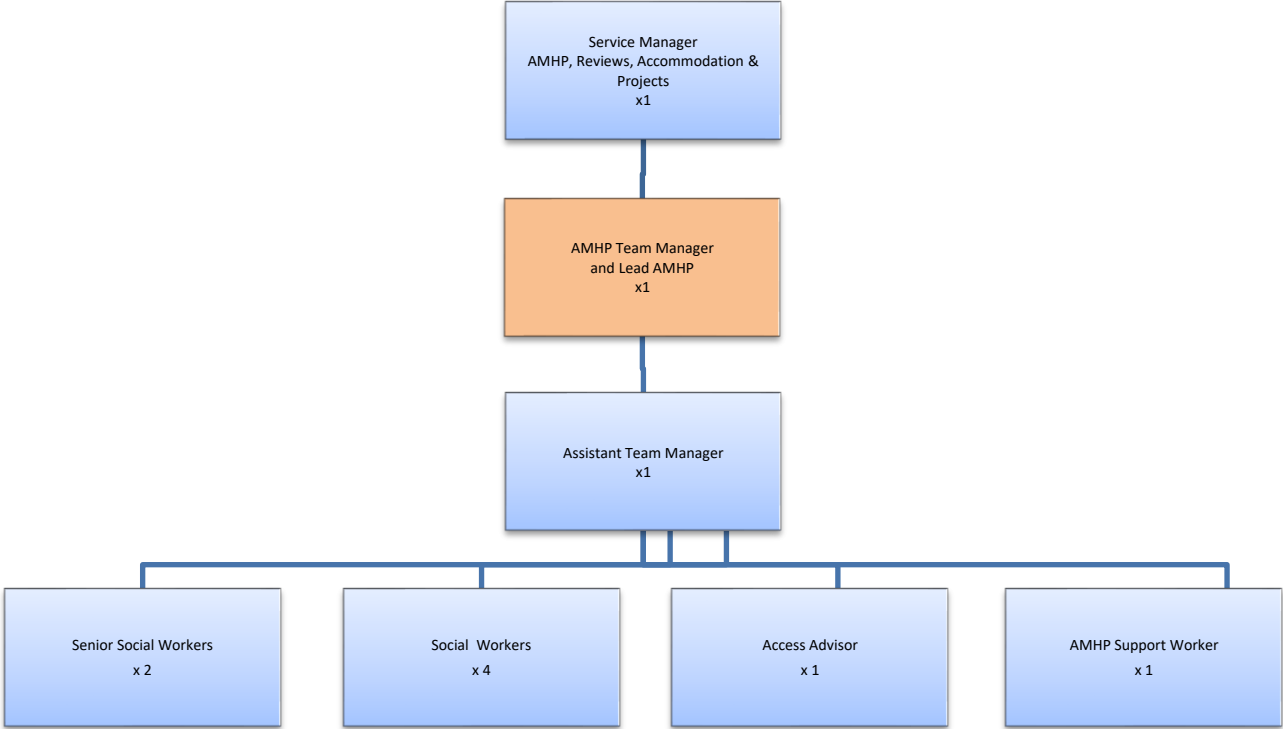 Service Manager
AMHP, Reviews, Accommodation &
Projects
x1
AMHP Team Manager
and Lead AMHP
x1
Assistant Team Manager
x1
Senior Social Workers
x 2
Social  Workers
x 4
Access Advisor
x 1
AMHP Support Worker
x 1